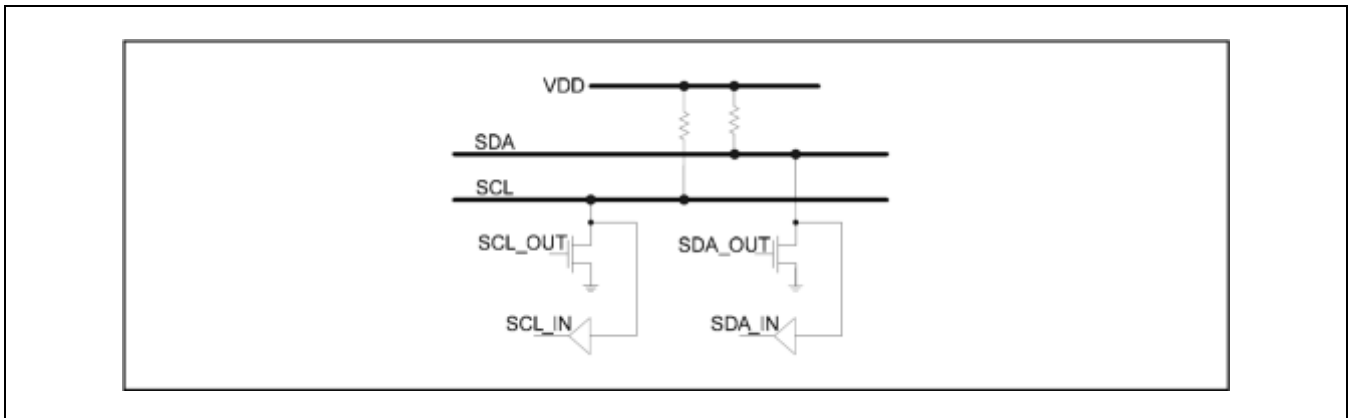 VDD
SDA
SCL
SCL_OUT
SDA_OUT
SCL_IN
SDA_IN